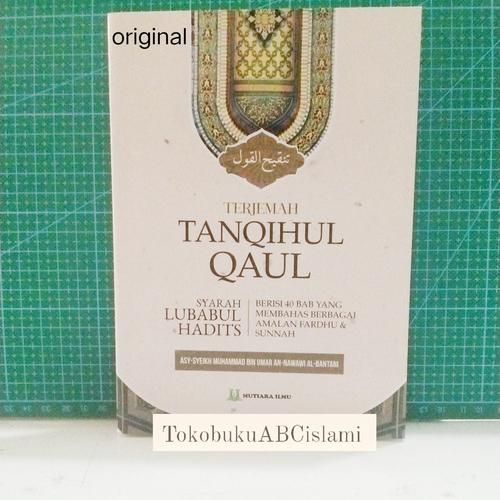 original
تنقيح القول
TERJEMAH
TANQIHUL
QAUL
SYARAH
LUBABUL
HADITS
BERISI 40 BAB YANG
MEMBAHAS BERBAGAI
AMALAN FARDHU &
SUNNAH
ASY-SYEIKH MUHAMMAD BIN UMAR AN-NAWAWI AL-BANTANI
MUTIARA ILMU
TokobukuABCislami